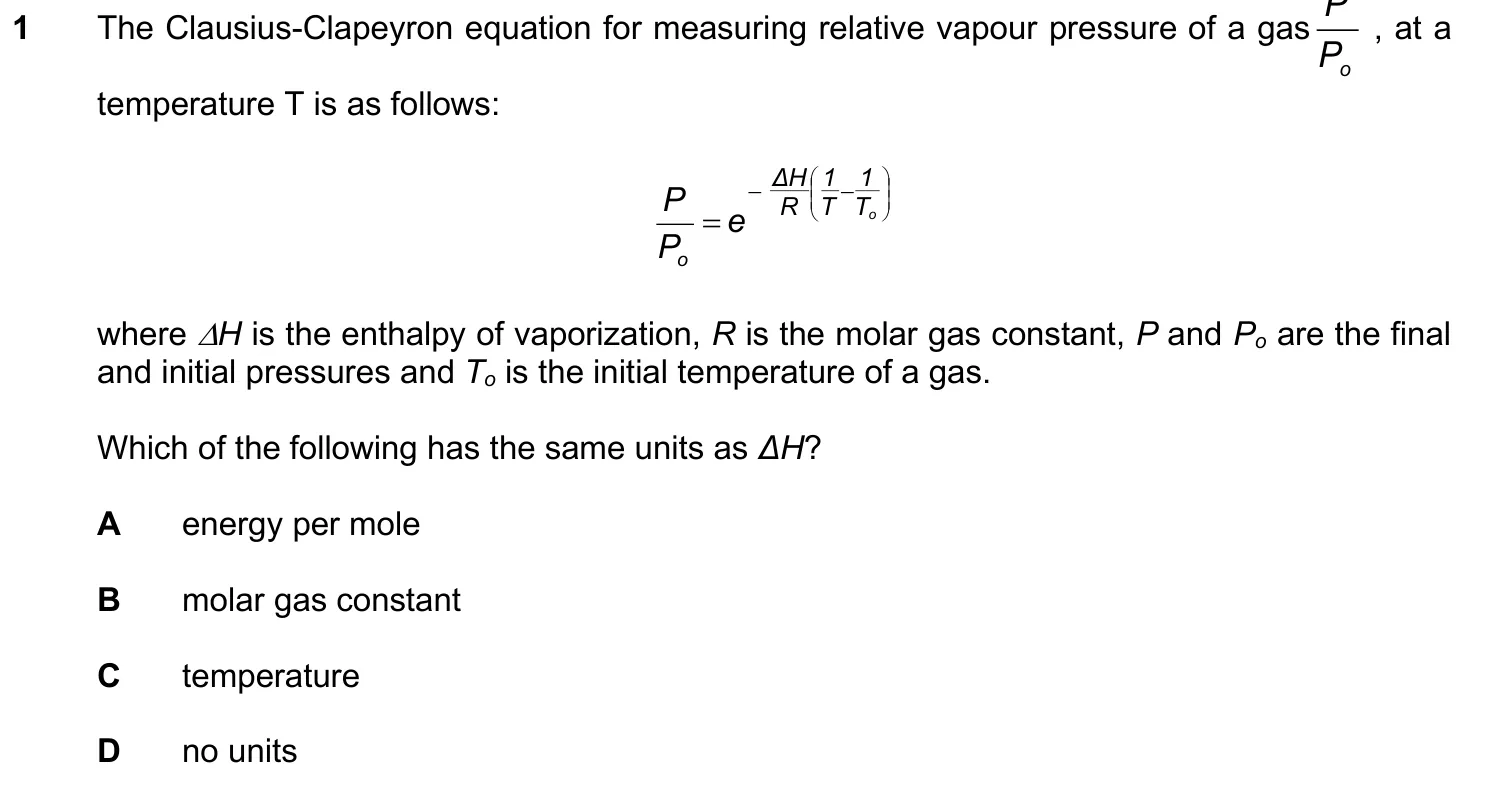 1 The Clausius-Clapeyron equation for measuring relative vapour pressure of a gas P/Pₒ , at a
temperature T is as follows:
P/Pₒ = e^(− ΔH/R (1/T − 1/Tₒ))
where ΔH is the enthalpy of vaporization, R is the molar gas constant, P and Pₒ are the final
and initial pressures and Tₒ is the initial temperature of a gas.
Which of the following has the same units as ΔH?
A energy per mole
B molar gas constant
C temperature
D no units